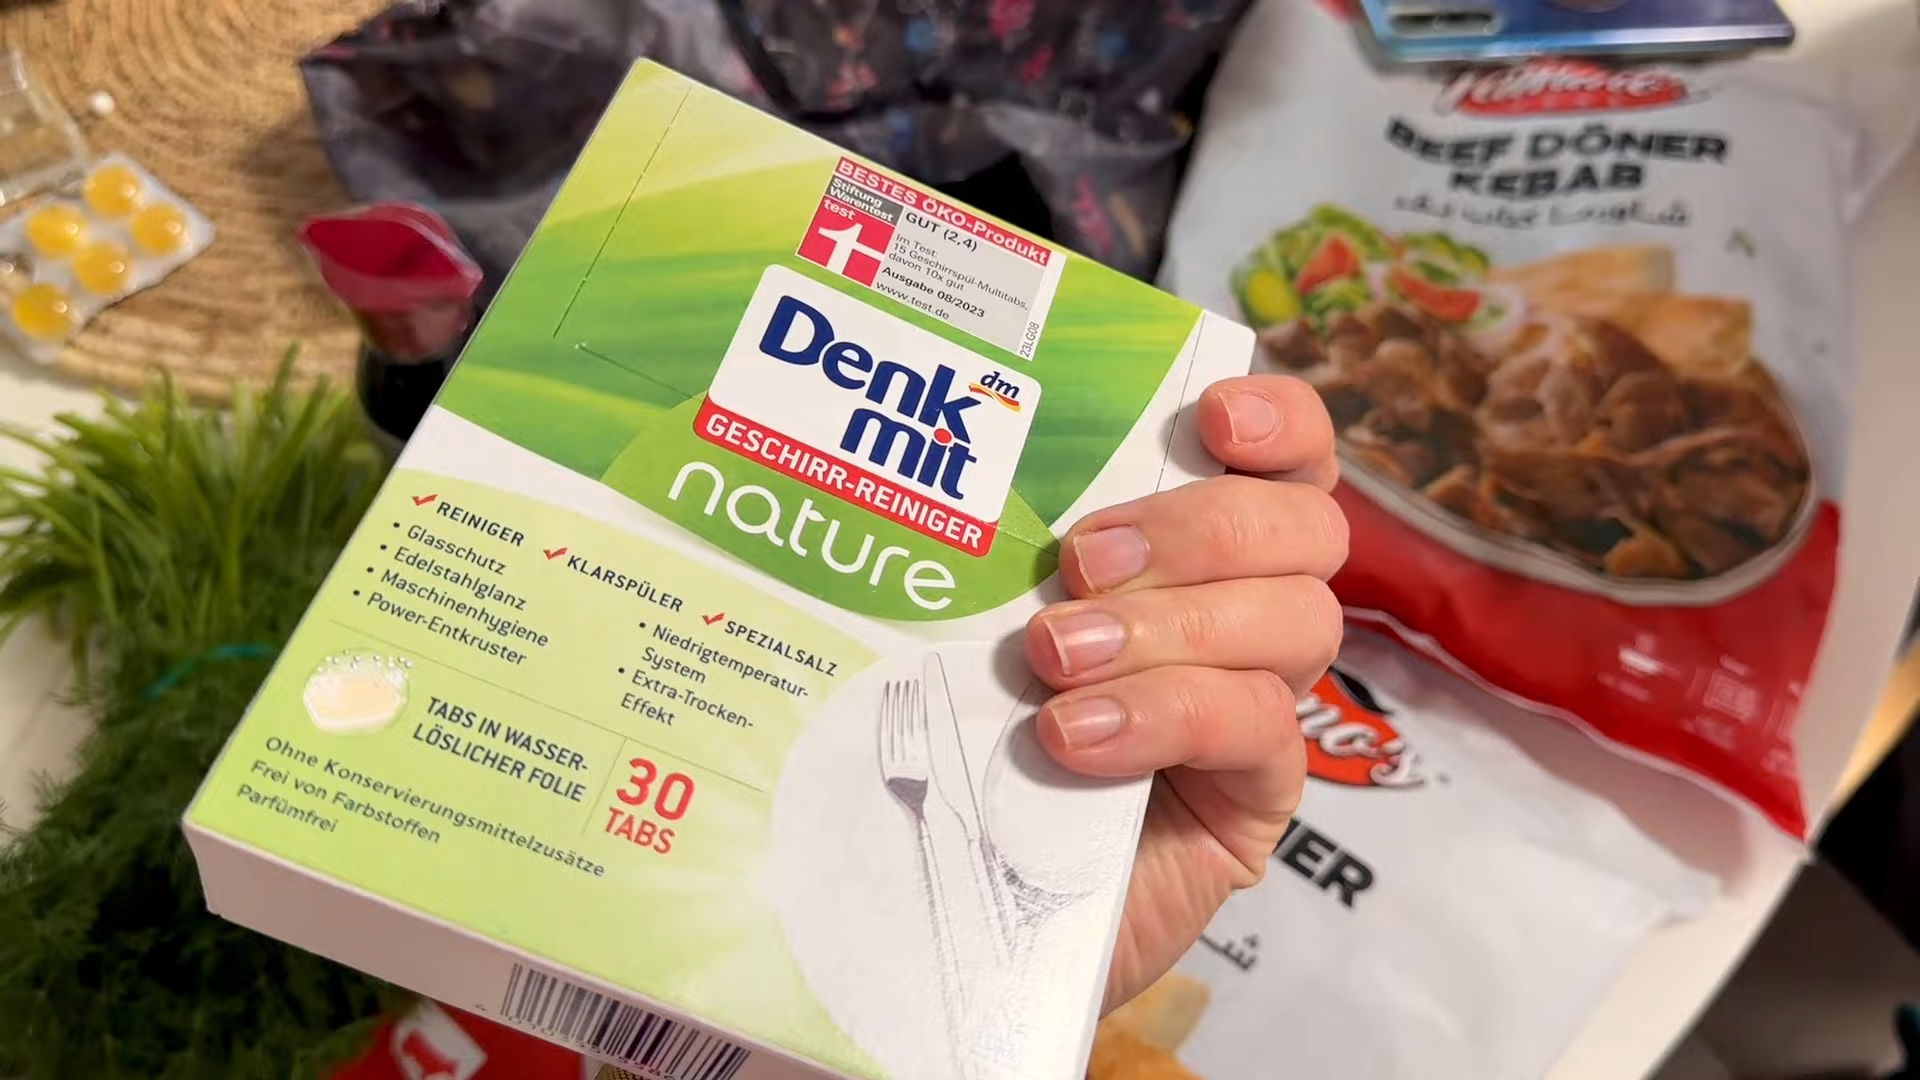 BESTES ÖKO-Produkt
Stiftung
Warentest
test
GUT (2,4)
Im Test:
15 Geschirrspül-Multitabs,
davon 10x gut
Ausgabe 08/2023
www.test.de
23LG08
Denk
mit
dm
GESCHIRR-REINIGER
nature
REINIGER
• Glasschutz
• Edelstahlglanz
• Maschinenhygiene
• Power-Entkruster
KLARSPÜLER
SPEZIALSALZ
• Niedrigtemperatur-
System
• Extra-Trocken-
Effekt
TABS IN WASSER-
LÖSLICHER FOLIE
30
TABS
Ohne Konservierungsmittelzusätze
Frei von Farbstoffen
Parfümfrei
BEEF DÖNER
KEBAB